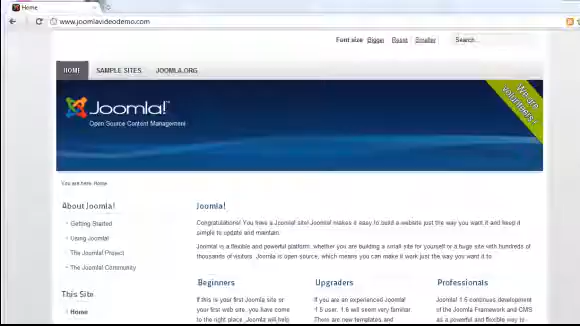 Home
www.joomlavideodemo.com
Font size Bigger Reset Smaller
Search...
HOME SAMPLE SITES JOOMLA.ORG
We are
volunteers
Joomla!
Open Source Content Management
You are here: Home
About Joomla!
Getting Started
Using Joomla!
The Joomla! Project
The Joomla! Community
This Site
Home
Joomla!
Congratulations! You have a Joomla! site! Joomla! makes it easy to build a website just the way you want it and keep it
simple to update and maintain.
Joomla! is a flexible and powerful platform, whether you are building a small site for yourself or a huge site with hundreds of
thousands of visitors. Joomla is open source, which means you can make it work just the way you want it to.
Beginners
If this is your first Joomla site or
your first web site, you have come
to the right place. Joomla will help
Upgraders
If you are an experienced Joomla!
1.5 user, 1.6 will seem very familiar.
There are new templates and
Professionals
Joomla! 1.6 continues development
of the Joomla Framework and CMS
as a powerful and flexible way to